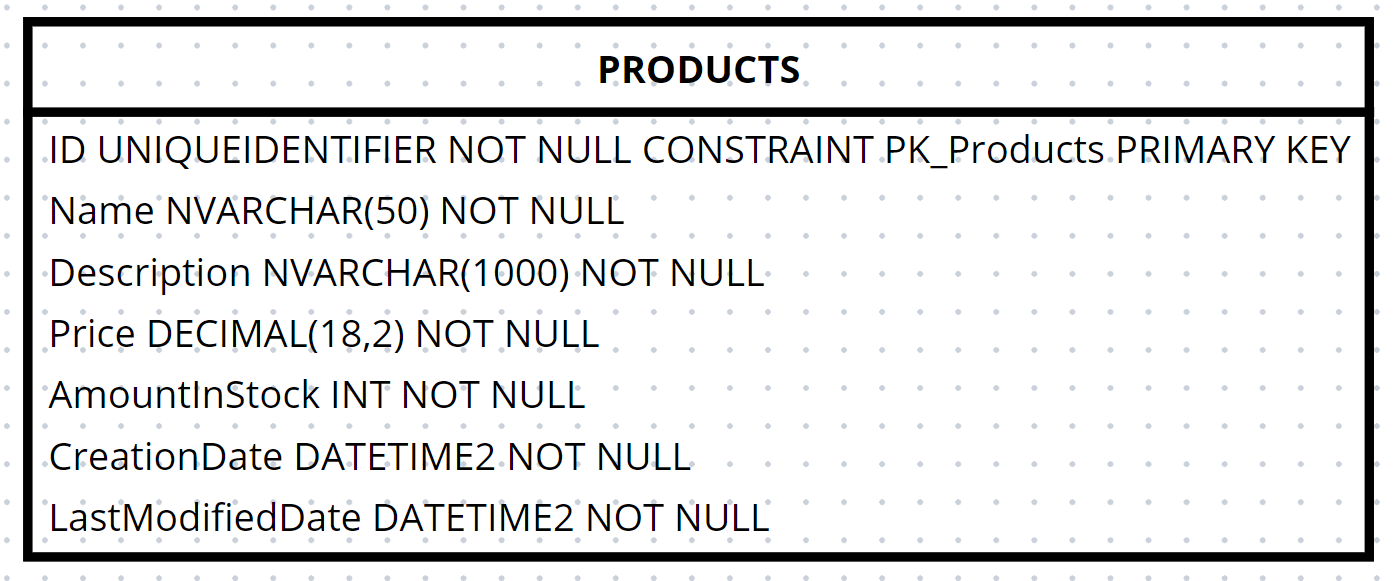 PRODUCTS
ID UNIQUEIDENTIFIER NOT NULL CONSTRAINT PK_Products PRIMARY KEY
Name NVARCHAR(50) NOT NULL
Description NVARCHAR(1000) NOT NULL
Price DECIMAL(18,2) NOT NULL
AmountInStock INT NOT NULL
CreationDate DATETIME2 NOT NULL
LastModifiedDate DATETIME2 NOT NULL